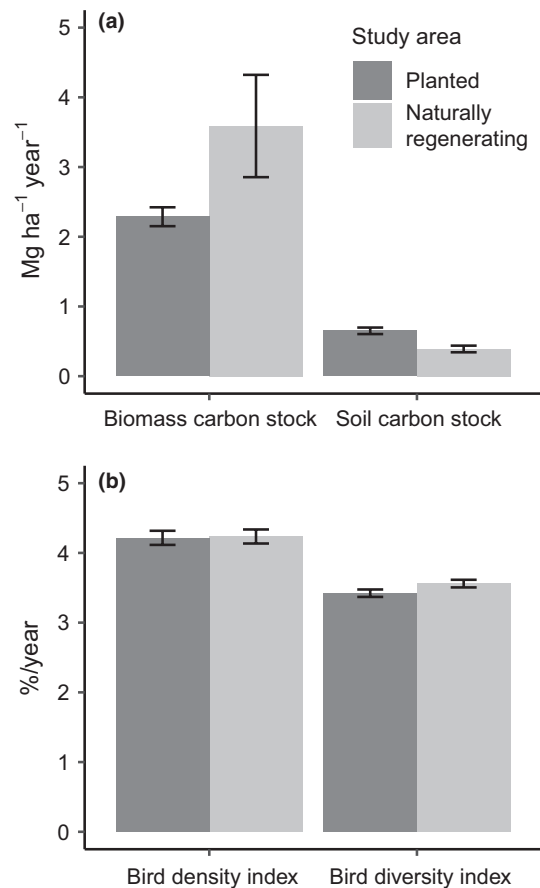 (a)
Study area
Planted
Naturally
regenerating
Mg ha⁻¹ year⁻¹
5
4
3
2
1
0
Biomass carbon stock Soil carbon stock
(b)
%/year
5
4
3
2
1
0
Bird density index Bird diversity index